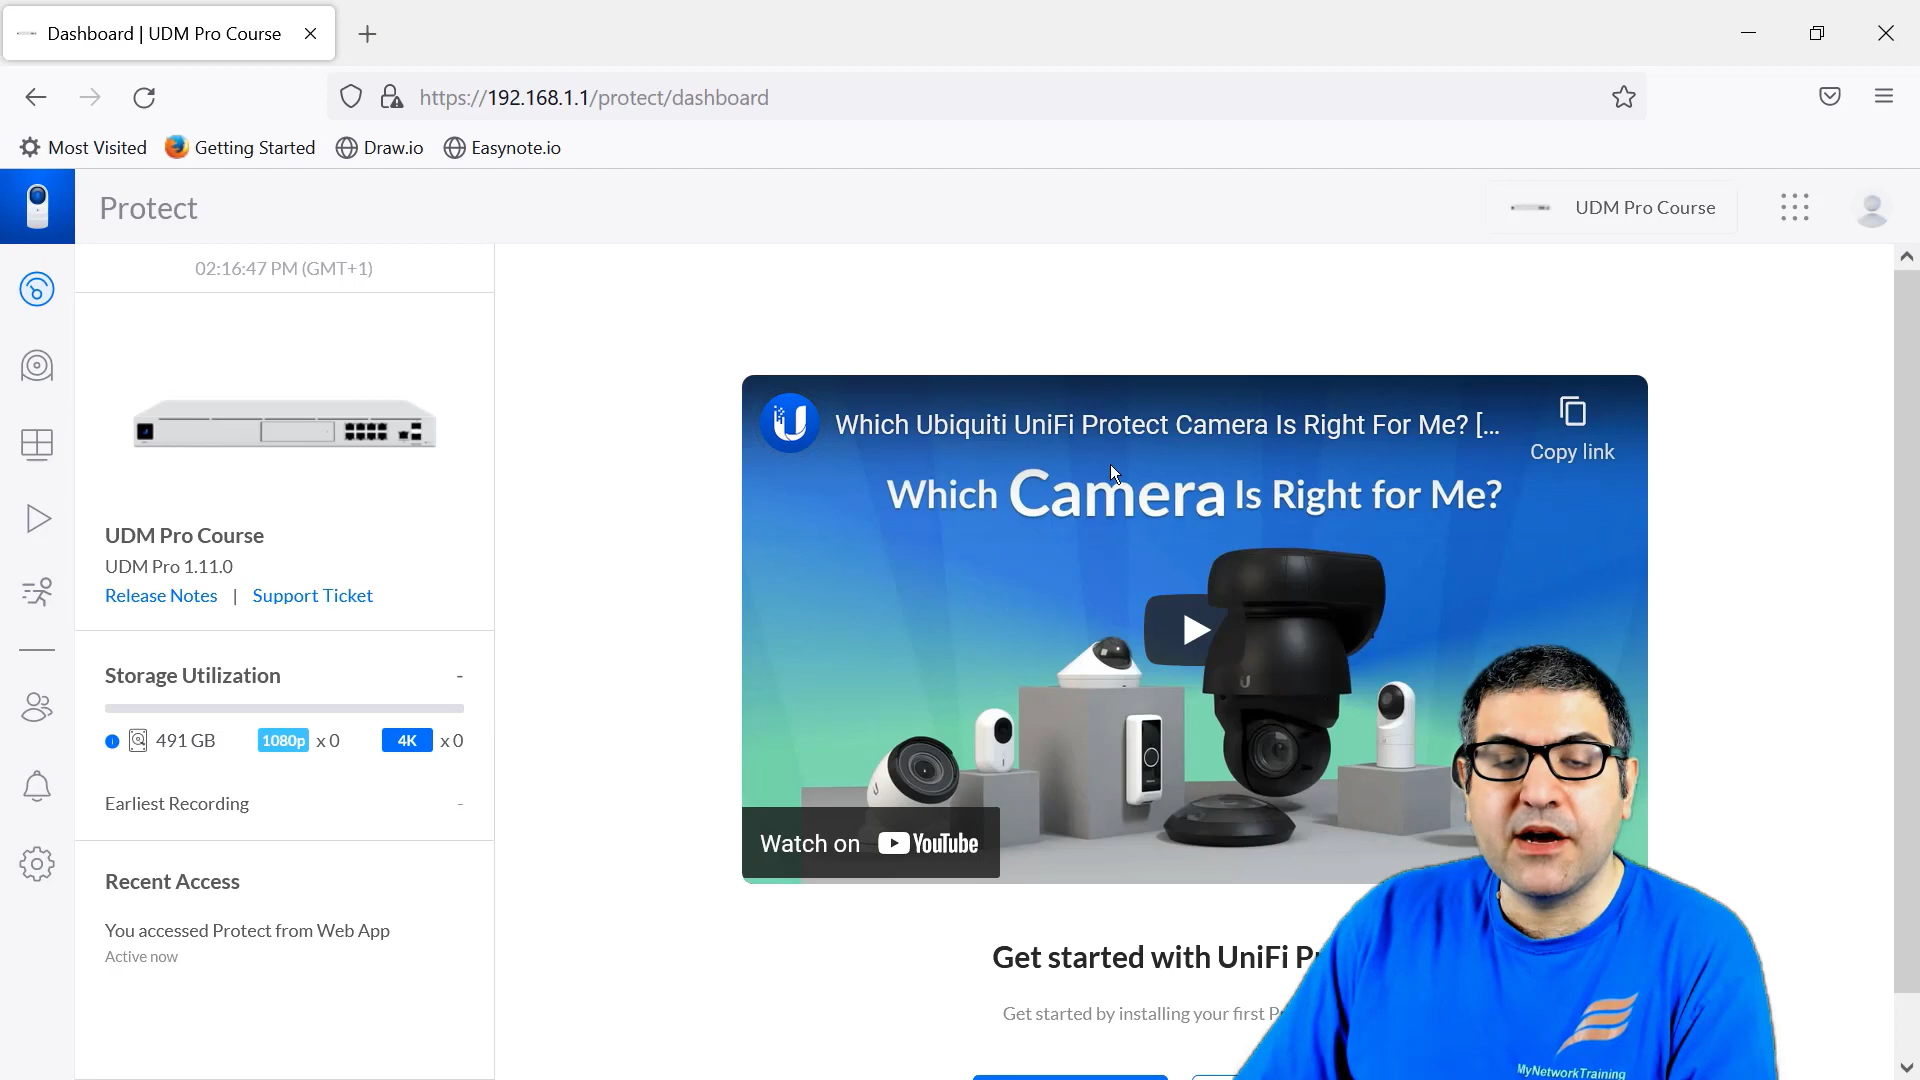 Dashboard | UDM Pro Course
https://192.168.1.1/protect/dashboard
Most Visited
Getting Started
Draw.io
Easynote.io
Protect
UDM Pro Course
02:16:47 PM (GMT+1)
UDM Pro Course
UDM Pro 1.11.0
Release Notes | Support Ticket
Storage Utilization -
491 GB 1080p x 0 4K x 0
Earliest Recording -
Recent Access
You accessed Protect from Web App
Active now
Which Ubiquiti UniFi Protect Camera Is Right For Me? [...
Copy link
Which Camera Is Right for Me?
Watch on YouTube
Get started with UniFi
Get started by installing your first
MyNetworkTraining